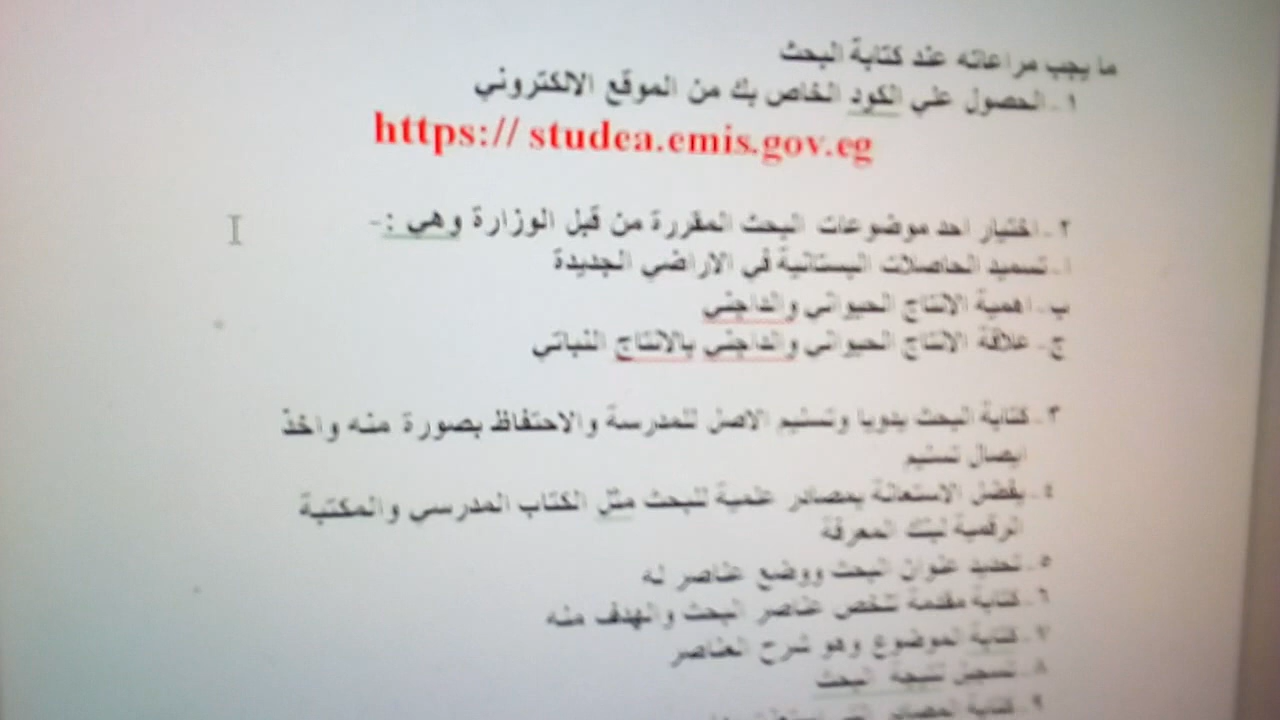 ما يجب مراعاته عند كتابة البحث
١ - الحصول علي الكود الخاص بك من الموقع الالكتروني
https:// studea.emis.gov.eg
٢ - اختيار احد موضوعات البحث المقررة من قبل الوزارة وهي :-
ا - تسميد الحاصلات البستانية في الاراضي الجديدة
ب - اهمية الانتاج الحيواني والداجني
ج - علاقة الانتاج الحيواني والداجني بالانتاج النباتي
٣ - كتابة البحث يدويا وتسليم الاصل للمدرسة والاحتفاظ بصورة منه واخذ
ايصال تسليم
٤ - يفضل الاستعانة بمصادر علمية للبحث مثل الكتاب المدرسي والمكتبة
الرقمية لبنك المعرفة
٥ - تحديد عنوان البحث ووضع عناصر له
٦ - كتابة مقدمة تلخص عناصر البحث والهدف منه
٧ - كتابة الموضوع وهو شرح العناصر
٨ - تسجيل نتيجة البحث
٩ - كتابة المصادر التي